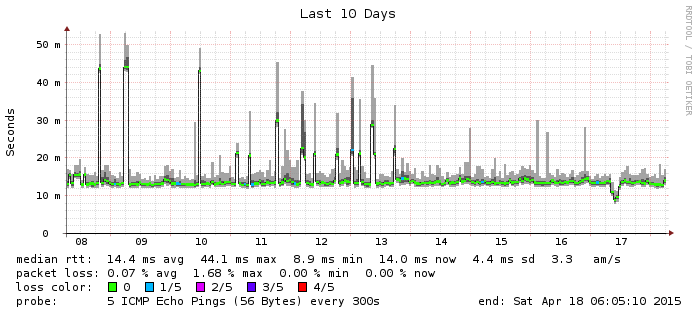 Last 10 Days
RRDTOOL / TOBI OETIKER
Seconds
50 m
40 m
30 m
20 m
10 m
0
08 09 10 11 12 13 14 15 16 17
median rtt: 14.4 ms avg 44.1 ms max 8.9 ms min 14.0 ms now 4.4 ms sd 3.3 am/s
packet loss: 0.07 % avg 1.68 % max 0.00 % min 0.00 % now
loss color: 0 1/5 2/5 3/5 4/5
probe: 5 ICMP Echo Pings (56 Bytes) every 300s end: Sat Apr 18 06:05:10 2015